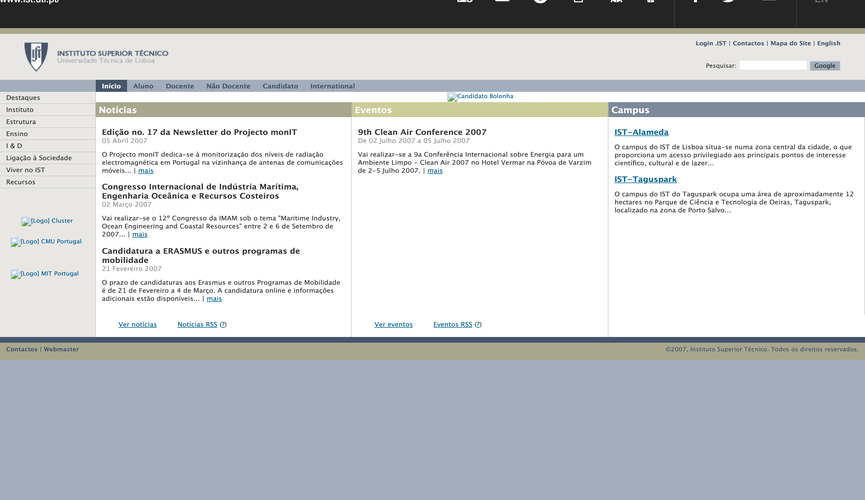 www.ist.utl.pt/
EN
Login .IST | Contactos | Mapa do Site | English
INSTITUTO SUPERIOR TÉCNICO
Universidade Técnica de Lisboa
Pesquisar:
Google
Início Aluno Docente Não Docente Candidato International
Destaques
Instituto
Estrutura
Ensino
I & D
Ligação à Sociedade
Viver no IST
Recursos
[Logo] Cluster
[Logo] CMU Portugal
[Logo] MIT Portugal
Candidato Bolonha
Notícias
Edição no. 17 da Newsletter do Projecto monIT
05 Abril 2007
O Projecto monIT dedica-se à monitorização dos níveis de radiação
electromagnética em Portugal na vizinhança de antenas de comunicações
móveis... | mais
Congresso Internacional de Indústria Marítima,
Engenharia Oceânica e Recursos Costeiros
02 Março 2007
Vai realizar-se o 12º Congresso da IMAM sob o tema "Maritime Industry,
Ocean Engineering and Coastal Resources" entre 2 e 6 de Setembro de
2007... | mais
Candidatura a ERASMUS e outros programas de
mobilidade
21 Fevereiro 2007
O prazo de candidaturas aos Erasmus e outros Programas de Mobilidade
é de 21 de Fevereiro a 4 de Março. A candidatura online e informações
adicionais estão disponíveis... | mais
Ver notícias Notícias RSS (?)
Eventos
9th Clean Air Conference 2007
De 02 Julho 2007 a 05 Julho 2007
Vai realizar-se a 9a Conferência Internacional sobre Energia para um
Ambiente Limpo - Clean Air 2007 no Hotel Vermar na Póvoa de Varzim
de 2-5 Julho 2007. | mais
Ver eventos Eventos RSS (?)
Campus
IST-Alameda
O campus do IST de Lisboa situa-se numa zona central da cidade, o que
proporciona um acesso privilegiado aos principais pontos de interesse
científico, cultural e de lazer...
IST-Taguspark
O campus do IST do Taguspark ocupa uma área de aproximadamente 12
hectares no Parque de Ciência e Tecnologia de Oeiras, Taguspark,
localizado na zona de Porto Salvo...
Contactos | Webmaster
©2007, Instituto Superior Técnico. Todos os direitos reservados.